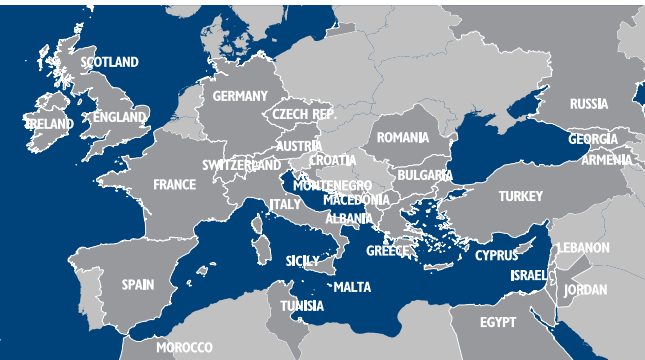 SCOTLAND
GERMANY
RUSSIA
CZECH REP.
IRELAND
ENGLAND
ROMANIA
GEORGIA
AUSTRIA
CROATIA
ARMENIA
SWITZERLAND
BULGARIA
FRANCE
MONTENEGRO
TURKEY
MACEDONIA
ITALY
ALBANIA
GREECE
LEBANON
CYPRUS
SICILY
ISRAEL
SPAIN
MALTA
JORDAN
TUNISIA
EGYPT
MOROCCO